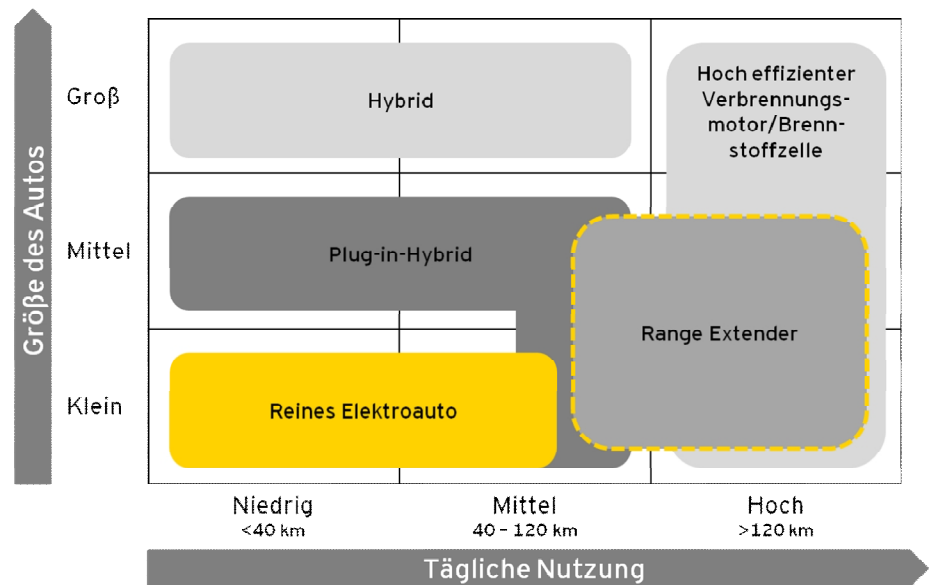 Größe des Autos
Groß
Mittel
Klein
Hybrid
Hoch effizienter
Verbrennungs-
motor/Brenn-
stoffzelle
Plug-in-Hybrid
Range Extender
Reines Elektroauto
Niedrig
<40 km
Mittel
40 – 120 km
Hoch
>120 km
Tägliche Nutzung